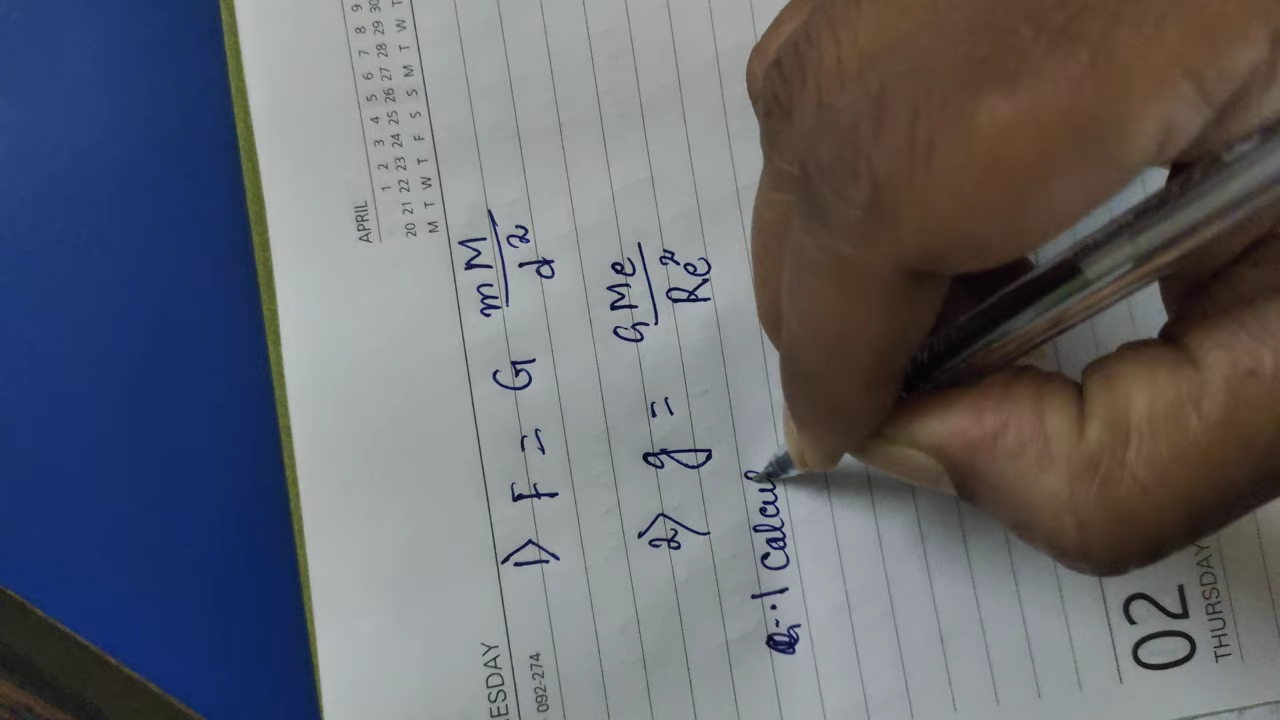 APRIL
1 2 3 4 5 6 7 8 9
20 21 22 23 24 25 26 27 28 29 30
M T W T F S S M T W T
ESDAY
092-274
1) F = G mM/d²
2) g = GMe/Re²
Q..1 Calcul
02
THURSDAY